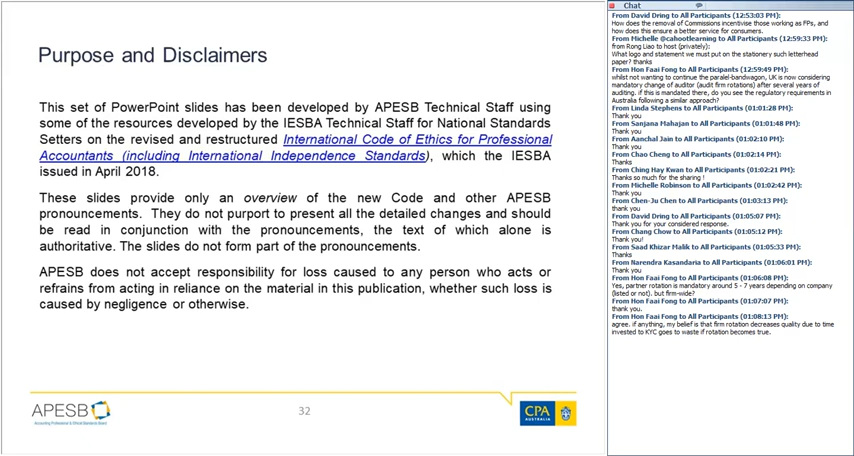 Purpose and Disclaimers
This set of PowerPoint slides has been developed by APESB Technical Staff using
some of the resources developed by the IESBA Technical Staff for National Standards
Setters on the revised and restructured International Code of Ethics for Professional
Accountants (including International Independence Standards), which the IESBA
issued in April 2018.
These slides provide only an overview of the new Code and other APESB
pronouncements. They do not purport to present all the detailed changes and should
be read in conjunction with the pronouncements, the text of which alone is
authoritative. The slides do not form part of the pronouncements.
APESB does not accept responsibility for loss caused to any person who acts or
refrains from acting in reliance on the material in this publication, whether such loss is
caused by negligence or otherwise.
APESB
Accounting Professional & Ethical Standards Board
32
CPA
AUSTRALIA
Chat
From David Dring to All Participants (12:53:03 PM):
How does the removal of Commissions incentivise those working as FPs, and
how does this ensure a better service for consumers.
From Michelle @cahootlearning to All Participants (12:59:33 PM):
from Rong Liao to host (privately):
What logo and statement we must put on the stationery such letterhead
paper? thanks
From Hon Faai Fong to All Participants (12:59:49 PM):
whilst not wanting to continue the paralel-bandwagon, UK is now considering
mandatory change of auditor (audit firm rotations) after several years of
auditing. if this is mandated there, do you see the regulatory requirements in
Australia following a similar approach?
From Linda Stephens to All Participants (01:01:28 PM):
Thank you
From Sanjana Mahajan to All Participants (01:01:48 PM):
Thank you
From Aanchal Jain to All Participants (01:02:10 PM):
Thank you
From Chao Cheng to All Participants (01:02:14 PM):
Thanks
From Ching Hay Kwan to All Participants (01:02:21 PM):
Thanks so much for the sharing !
From Michelle Robinson to All Participants (01:02:42 PM):
Thank you
From Chen-Ju Chen to All Participants (01:03:13 PM):
thank you
From David Dring to All Participants (01:05:07 PM):
Thank you for your considered response.
From Chang Chow to All Participants (01:05:12 PM):
Thank you!
From Saad Khizar Malik to All Participants (01:05:33 PM):
Thanks
From Narendra Kasandaria to All Participants (01:06:01 PM):
Thank you
From Hon Faai Fong to All Participants (01:06:08 PM):
Yes, partner rotation is mandatory around 5 - 7 years depending on company
(listed or not). but firm-wide?
From Hon Faai Fong to All Participants (01:07:07 PM):
thank you.
From Hon Faai Fong to All Participants (01:08:13 PM):
agree. if anything, my belief is that firm rotation decreases quality due to time
invested to KYC goes to waste if rotation becomes true.